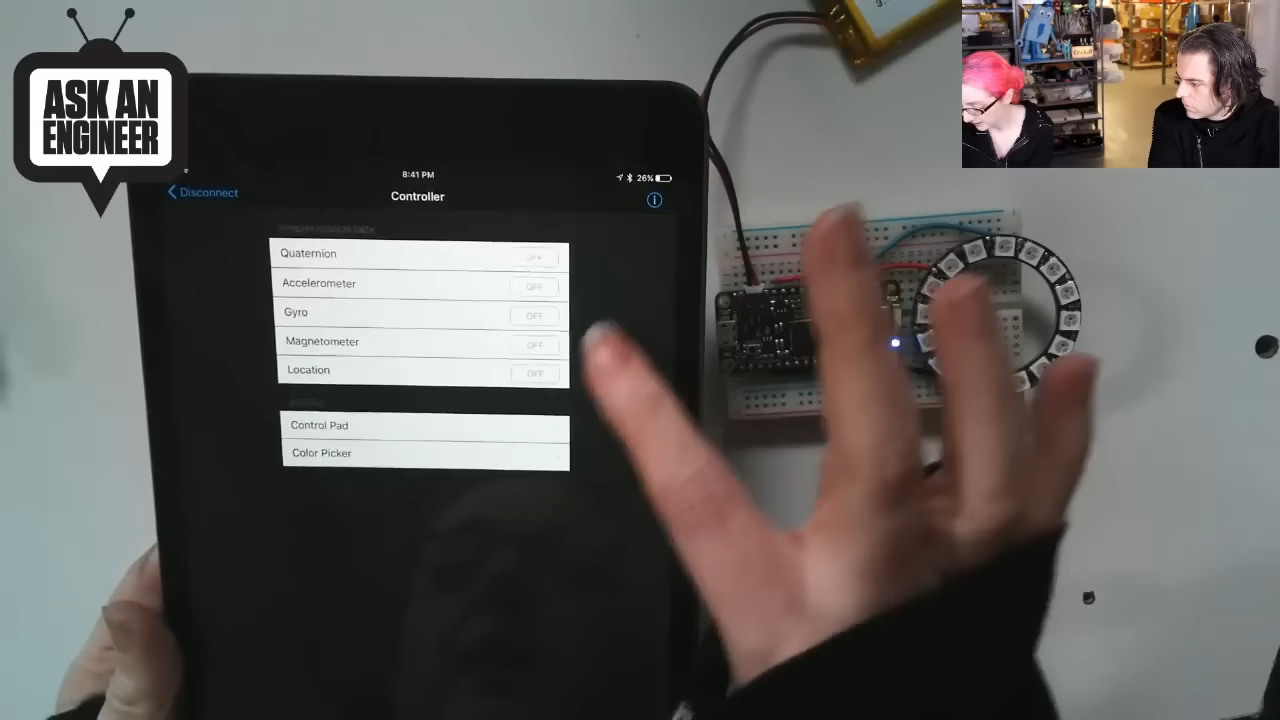 ASK AN
ENGINEER
8:41 PM
26%
Disconnect
Controller
Quaternion
OFF
Accelerometer
OFF
Gyro
OFF
Magnetometer
OFF
Location
OFF
Control Pad
Color Picker